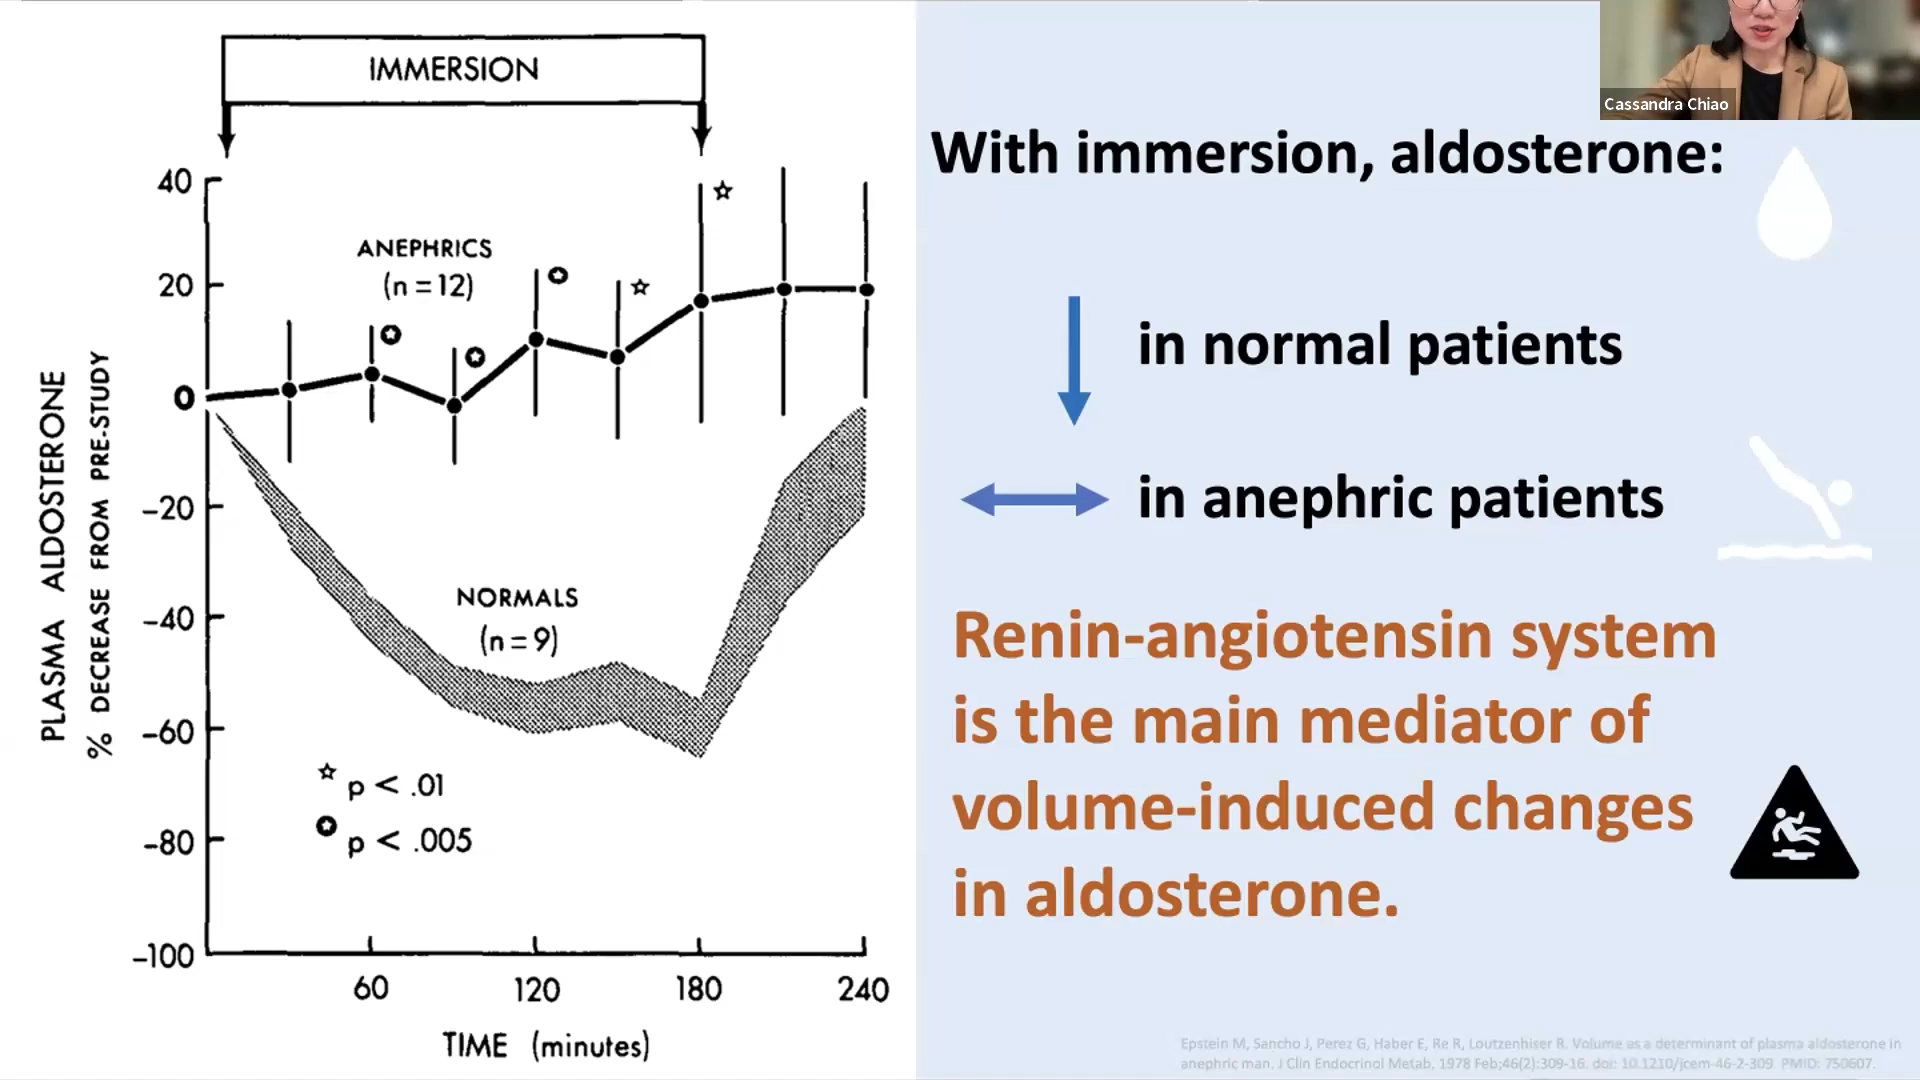 IMMERSION
40
20
0
-20
-40
-60
-80
-100
ANEPHRICS
(n=12)
NORMALS
(n=9)
☆ p < .01
✪ p < .005
60 120 180 240
TIME (minutes)
PLASMA ALDOSTERONE
% DECREASE FROM PRE-STUDY
Cassandra Chiao
With immersion, aldosterone:
in normal patients
in anephric patients
Renin-angiotensin system
is the main mediator of
volume-induced changes
in aldosterone.
Epstein M, Sancho J, Perez G, Haber E, Re R, Loutzenhiser R. Volume as a determinant of plasma aldosterone in
anephric man. J Clin Endocrinol Metab. 1978 Feb;46(2):309-16. doi: 10.1210/jcem-46-2-309. PMID: 750607.